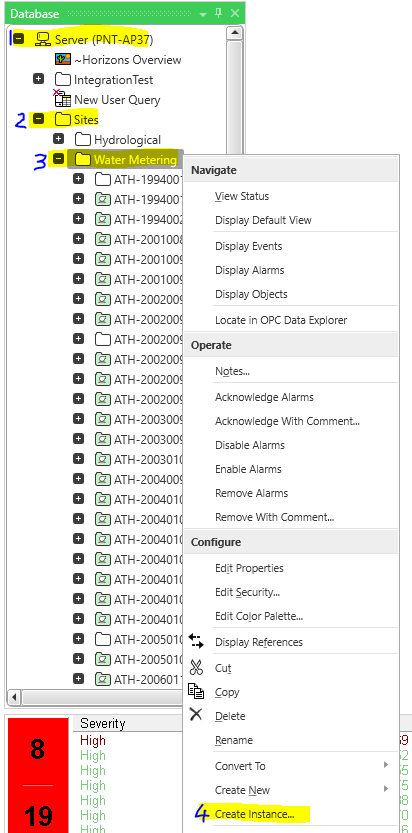 Database
1 Server (PNT-AP37)
~Horizons Overview
IntegrationTest
New User Query
2 Sites
Hydrological
3 Water Metering
ATH-1994001
ATH-1994001
ATH-1994002
ATH-2001008
ATH-2001009
ATH-2001009
ATH-2002009
ATH-2002009
ATH-2002009
ATH-2002009
ATH-2002009
ATH-2002009
ATH-2003009
ATH-2003009
ATH-2003010
ATH-2004009
ATH-2004010
ATH-2004010
ATH-2004010
ATH-2004010
ATH-2004010
ATH-2004010
ATH-2004010
ATH-2005010
ATH-2005010
ATH-2006011
Navigate
View Status
Display Default View
Display Events
Display Alarms
Display Objects
Locate in OPC Data Explorer
Operate
Notes...
Acknowledge Alarms
Acknowledge With Comment...
Disable Alarms
Enable Alarms
Remove Alarms
Remove With Comment...
Configure
Edit Properties
Edit Security...
Edit Color Palette...
Display References
Cut
Copy
Delete
Rename
Convert To
Create New
4 Create Instance...
8
19
Severity
High
High
High
High
High
High
High